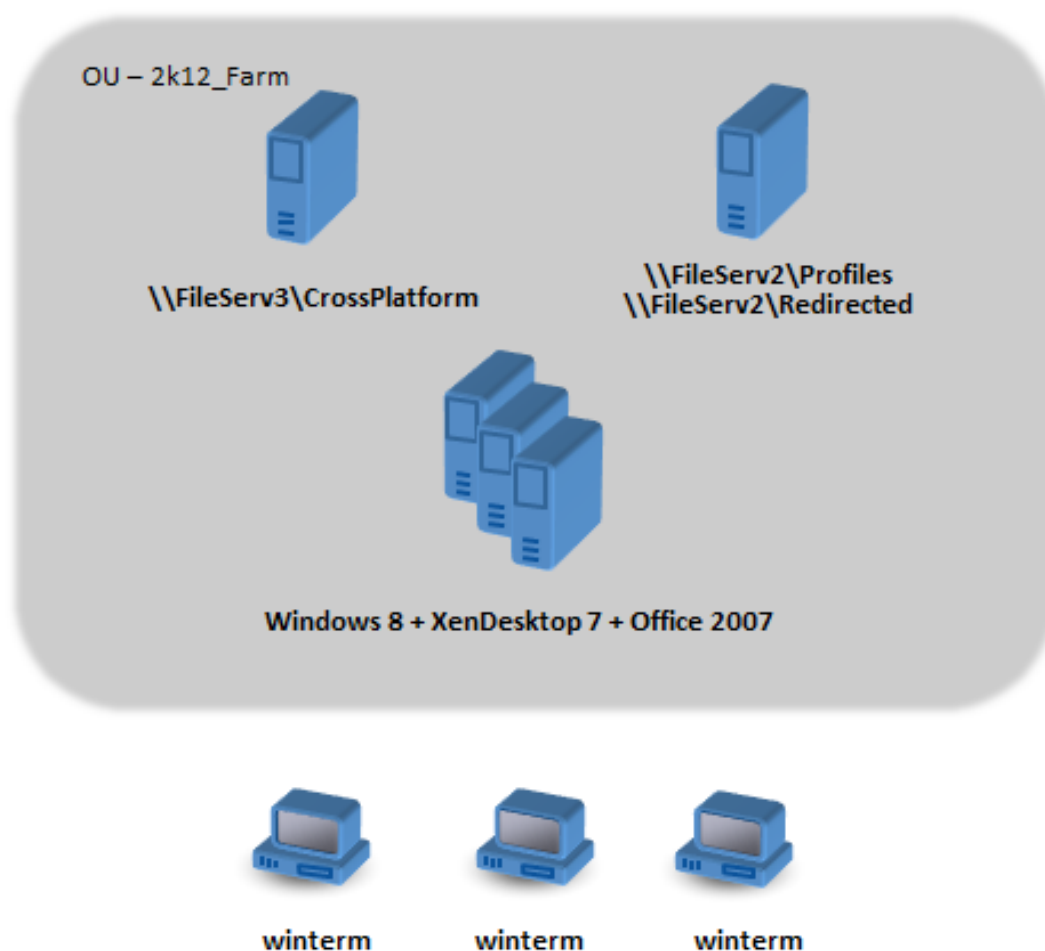 OU – 2k12_Farm
\\FileServ3\CrossPlatform
\\FileServ2\Profiles
\\FileServ2\Redirected
Windows 8 + XenDesktop 7 + Office 2007
winterm
winterm
winterm